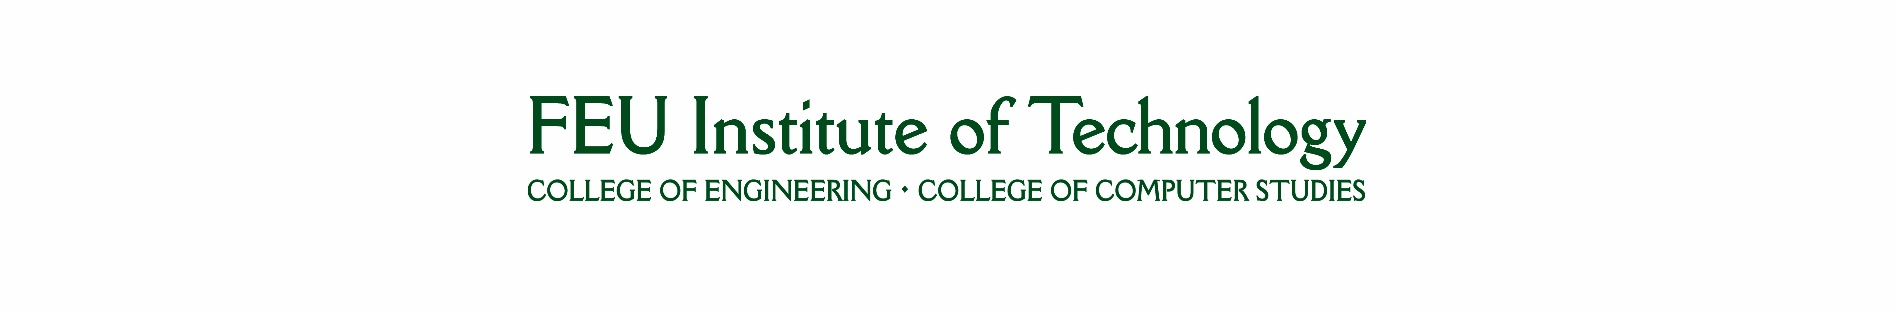 FEU Institute of Technology
COLLEGE OF ENGINEERING • COLLEGE OF COMPUTER STUDIES